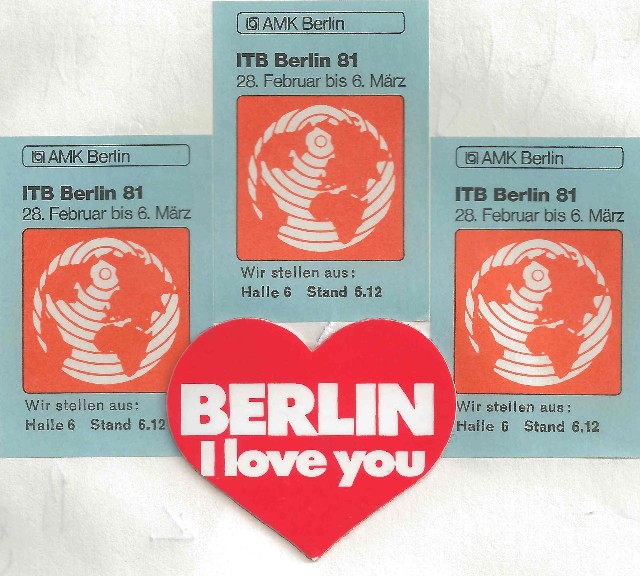 AMK Berlin
ITB Berlin 81
28. Februar bis 6. März
Wir stellen aus:
Halle 6 Stand 6.12
AMK Berlin
ITB Berlin 81
28. Februar bis 6. März
Wir stellen aus:
Halle 6 Stand 6.12
AMK Berlin
ITB Berlin 81
28. Februar bis 6. März
Wir stellen aus:
Halle 6 Stand 6.12
BERLIN
I love you